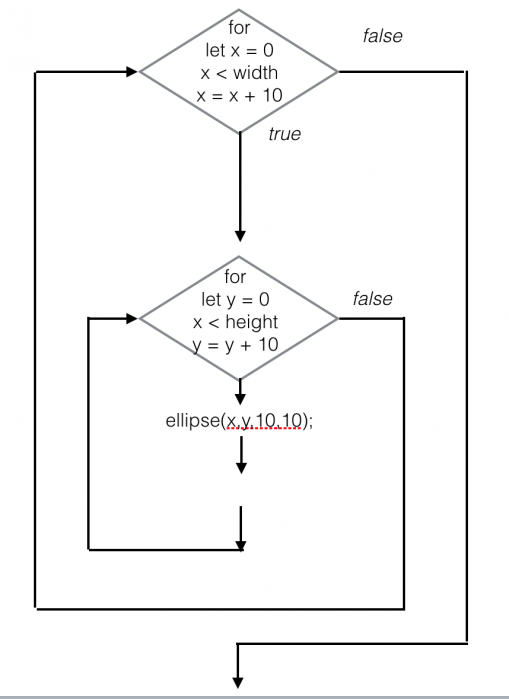 for
let x = 0
x < width
x = x + 10
false
true
for
let y = 0
x < height
y = y + 10
false
ellipse(x,y,10,10);